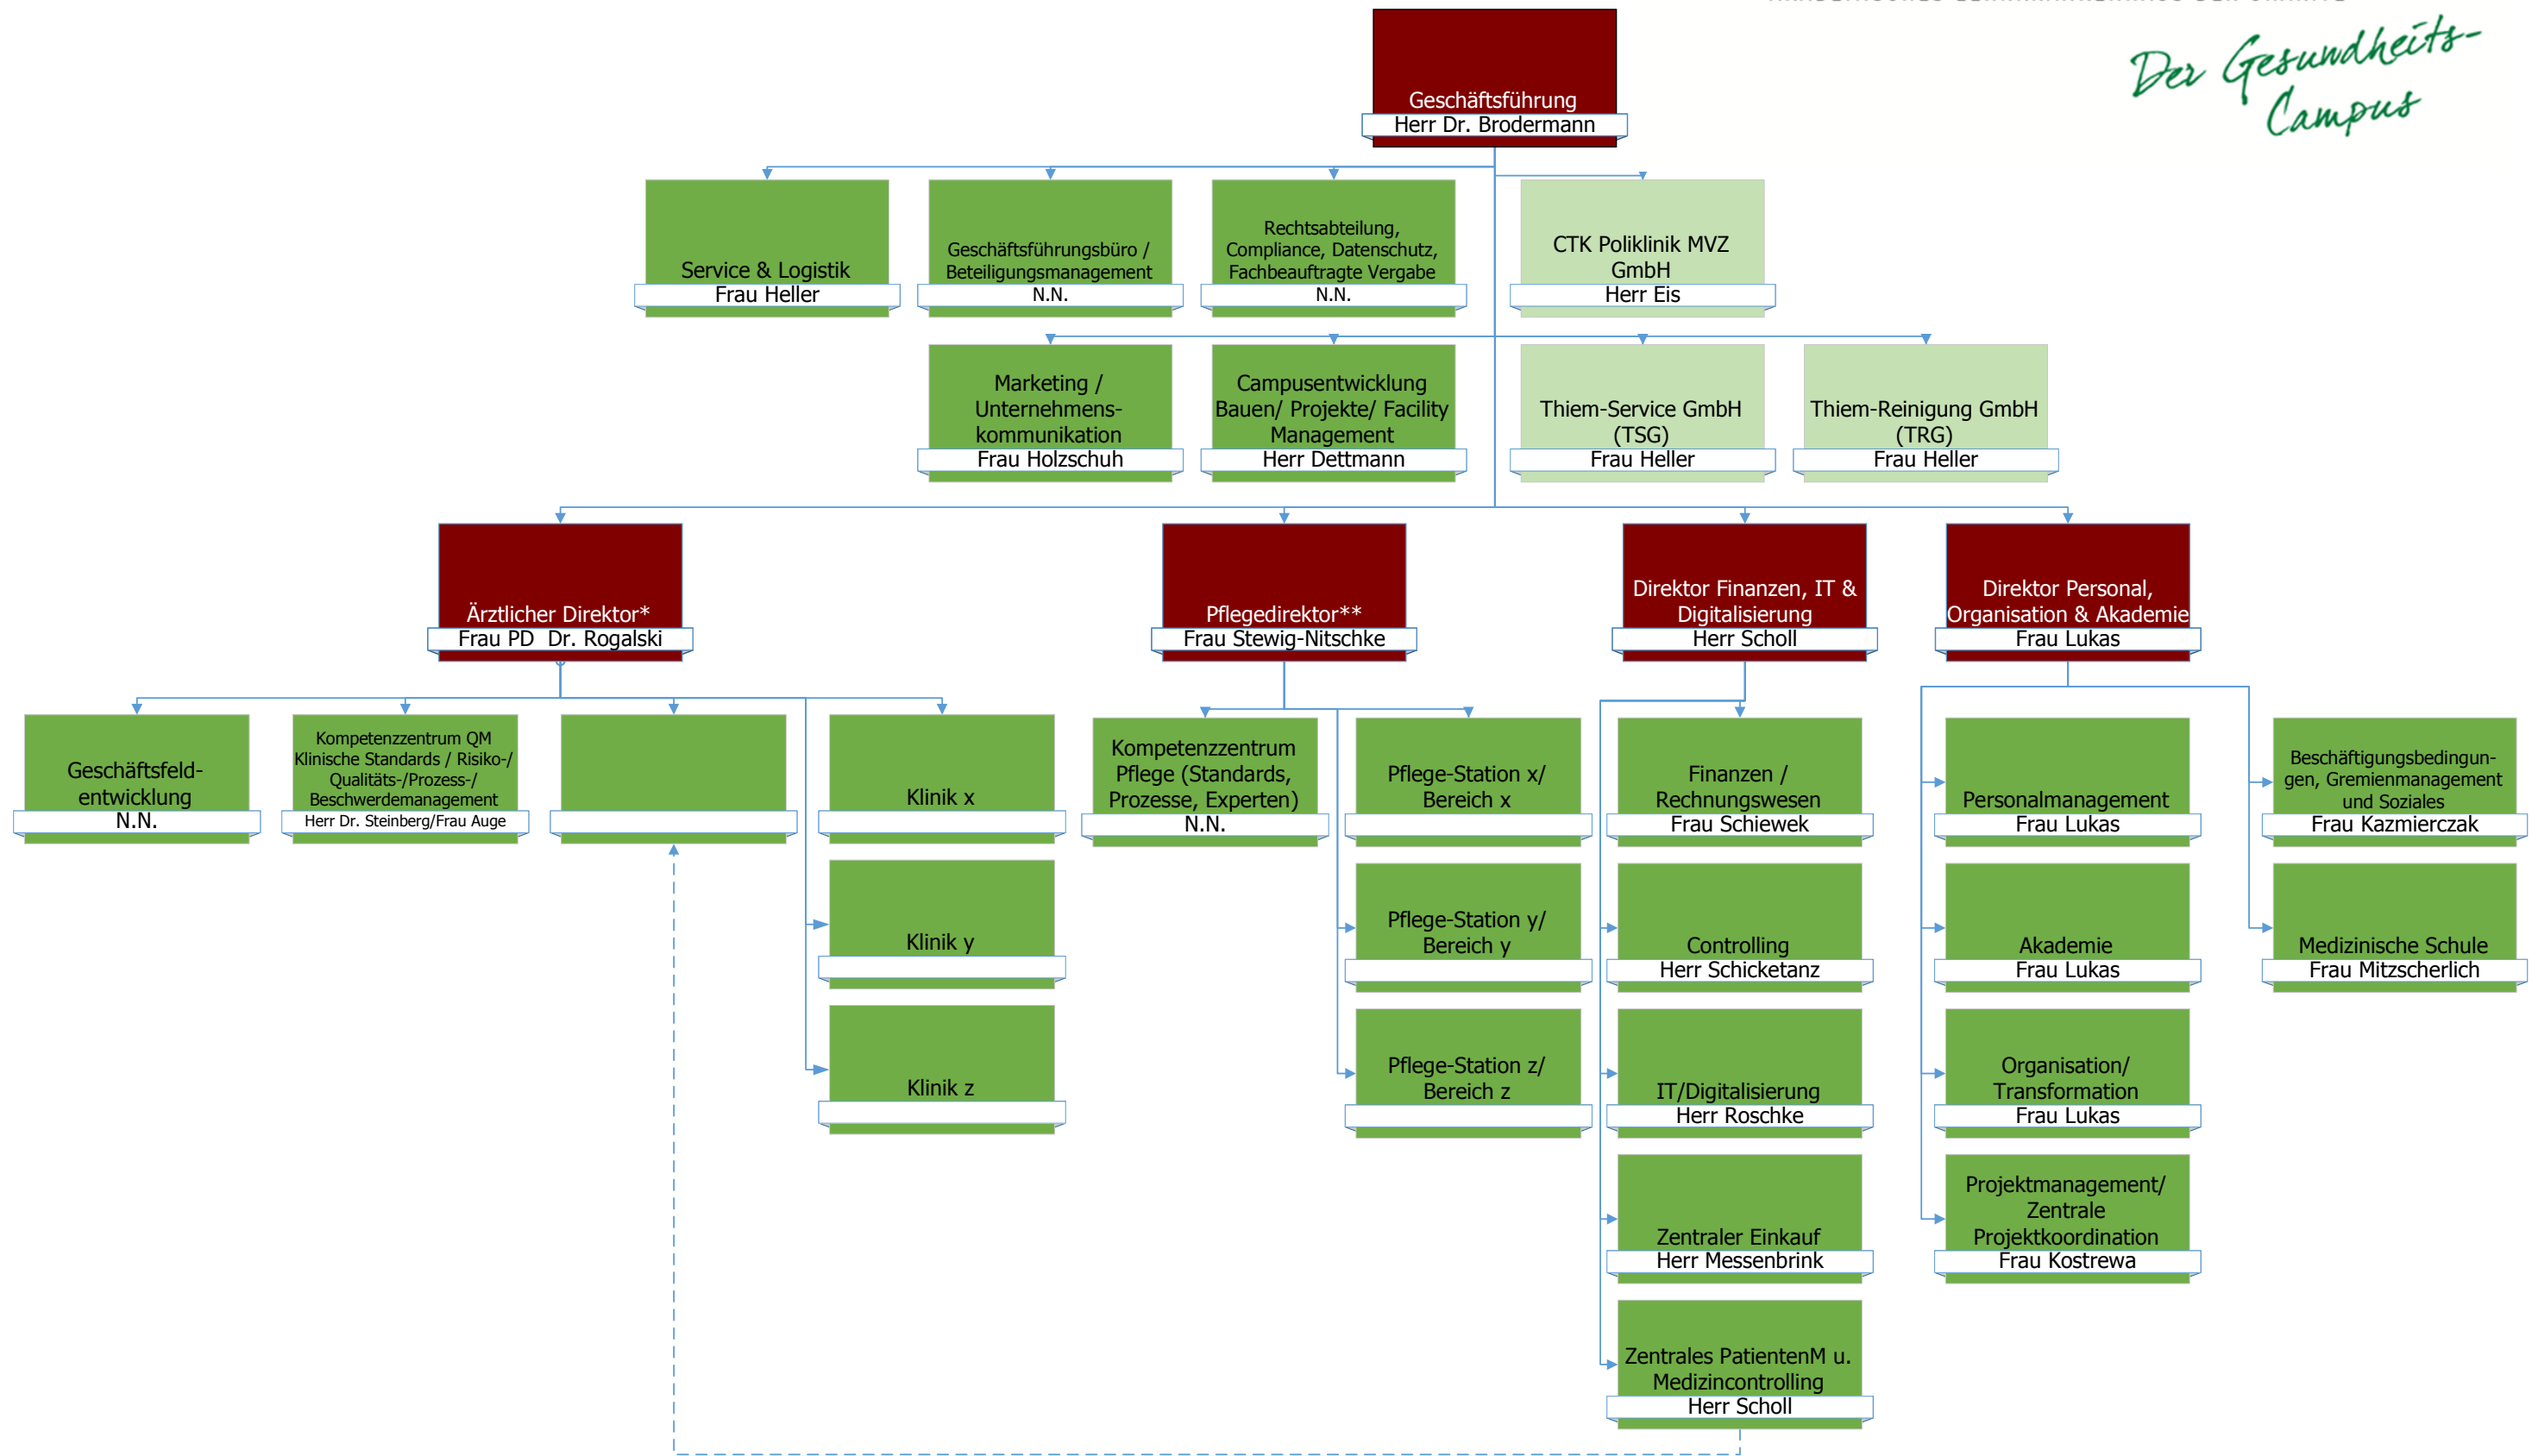 Der Gesundheits-
Campus
Geschäftsführung
Herr Dr. Brodermann
Service & Logistik
Frau Heller
Geschäftsführungsbüro /
Beteiligungsmanagement
N.N.
Rechtsabteilung,
Compliance, Datenschutz,
Fachbeauftragte Vergabe
N.N.
CTK Poliklinik MVZ
GmbH
Herr Eis
Marketing /
Unternehmens-
kommunikation
Frau Holzschuh
Campusentwicklung
Bauen/ Projekte/ Facility
Management
Herr Dettmann
Thiem-Service GmbH
(TSG)
Frau Heller
Thiem-Reinigung GmbH
(TRG)
Frau Heller
Ärztlicher Direktor*
Frau PD  Dr. Rogalski
Pflegedirektor**
Frau Stewig-Nitschke
Direktor Finanzen, IT &
Digitalisierung
Herr Scholl
Direktor Personal,
Organisation & Akademie
Frau Lukas
Geschäftsfeld-
entwicklung
N.N.
Kompetenzzentrum QM
Klinische Standards / Risiko-/
Qualitäts-/Prozess-/
Beschwerdemanagement
Herr Dr. Steinberg/Frau Auge
Klinik x
Kompetenzzentrum
Pflege (Standards,
Prozesse, Experten)
N.N.
Pflege-Station x/
Bereich x
Finanzen /
Rechnungswesen
Frau Schiewek
Personalmanagement
Frau Lukas
Beschäftigungsbedingun-
gen, Gremienmanagement
und Soziales
Frau Kazmierczak
Klinik y
Pflege-Station y/
Bereich y
Controlling
Herr Schicketanz
Akademie
Frau Lukas
Medizinische Schule
Frau Mitzscherlich
Klinik z
Pflege-Station z/
Bereich z
IT/Digitalisierung
Herr Roschke
Organisation/
Transformation
Frau Lukas
Zentraler Einkauf
Herr Messenbrink
Projektmanagement/
Zentrale
Projektkoordination
Frau Kostrewa
Zentrales PatientenM u.
Medizincontrolling
Herr Scholl